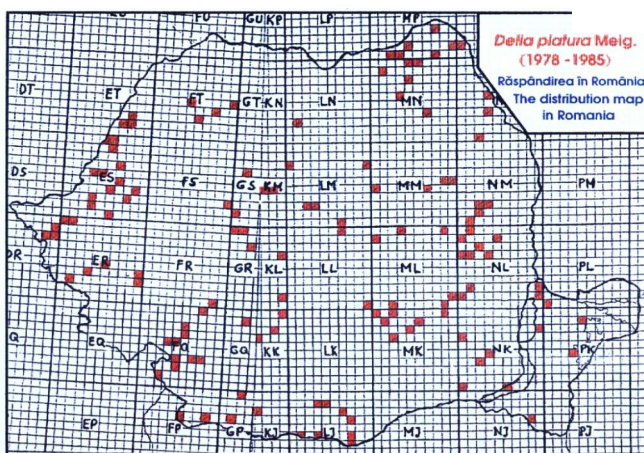 EU FU GU KP LP MP
Delia platura Meig.
(1978 - 1985)
Răspândirea în România
The distribution map
in Romania
DT ET FT GT KN LN MN
DS ES FS GS KM LM MM NM PM
DR ER FR GR KL LL ML NL PL
Q EQ FQ GQ KK LK MK NK PK
EP FP GP KJ LJ MJ NJ PJ